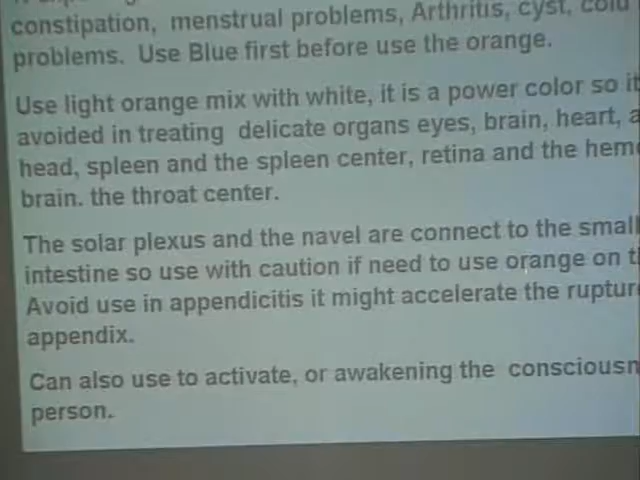 constipation, menstrual problems, Arthritis, cyst, cold
problems. Use Blue first before use the orange.
Use light orange mix with white, it is a power color so it
avoided in treating delicate organs eyes, brain, heart,
head, spleen and the spleen center, retina and the
brain. the throat center.
The solar plexus and the navel are connect to the small
intestine so use with caution if need to use orange on
Avoid use in appendicitis it might accelerate the
appendix.
Can also use to activate, or awakening the
person.